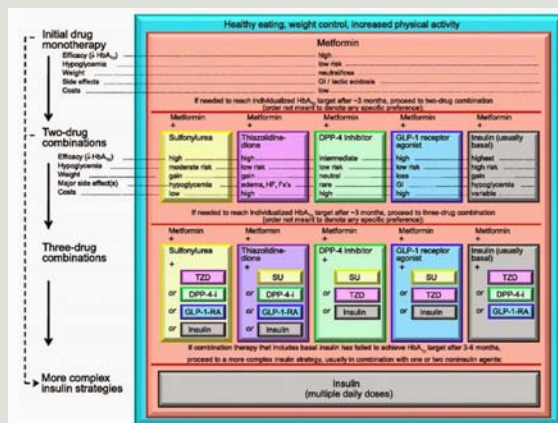 Healthy eating, weight control, increased physical activity
Initial drug
monotherapy
Metformin
Efficacy (↓ HbA1c) high
Hypoglycemia low risk
Weight neutral/loss
Side effects GI / lactic acidosis
Costs low
If needed to reach individualized HbA1c target after ~3 months, proceed to two-drug combination
(order not meant to denote any specific preference):
Metformin Metformin Metformin Metformin Metformin
+ + + + +
Two-drug
combinations
Sulfonylurea Thiazolidine-dione DPP-4 Inhibitor GLP-1 receptor agonist Insulin (usually basal)
Efficacy (↓ HbA1c) high high intermediate high highest
Hypoglycemia moderate risk low risk low risk low risk high risk
Weight gain gain neutral loss gain
Major side effect(s) hypoglycemia edema, HF, Fx's rare GI hypoglycemia
Costs low high high high variable
If needed to reach individualized HbA1c target after ~3 months, proceed to three-drug combination
(order not meant to denote any specific preference):
Metformin Metformin Metformin Metformin Metformin
+ + + + +
Three-drug
combinations
Sulfonylurea Thiazolidine-dione DPP-4 Inhibitor GLP-1 receptor agonist Insulin (usually basal)
+ + + + +
TZD SU SU SU TZD
or DPP-4-i or DPP-4-i or TZD or TZD or DPP-4-i
or GLP-1-RA or GLP-1-RA or Insulin or Insulin or GLP-1-RA
or Insulin or Insulin
If combination therapy that includes basal insulin has failed to achieve HbA1c target after 3-6 months,
proceed to a more complex insulin strategy, usually in combination with one or two noninsulin agents:
More complex
insulin strategies
Insulin
(multiple daily doses)